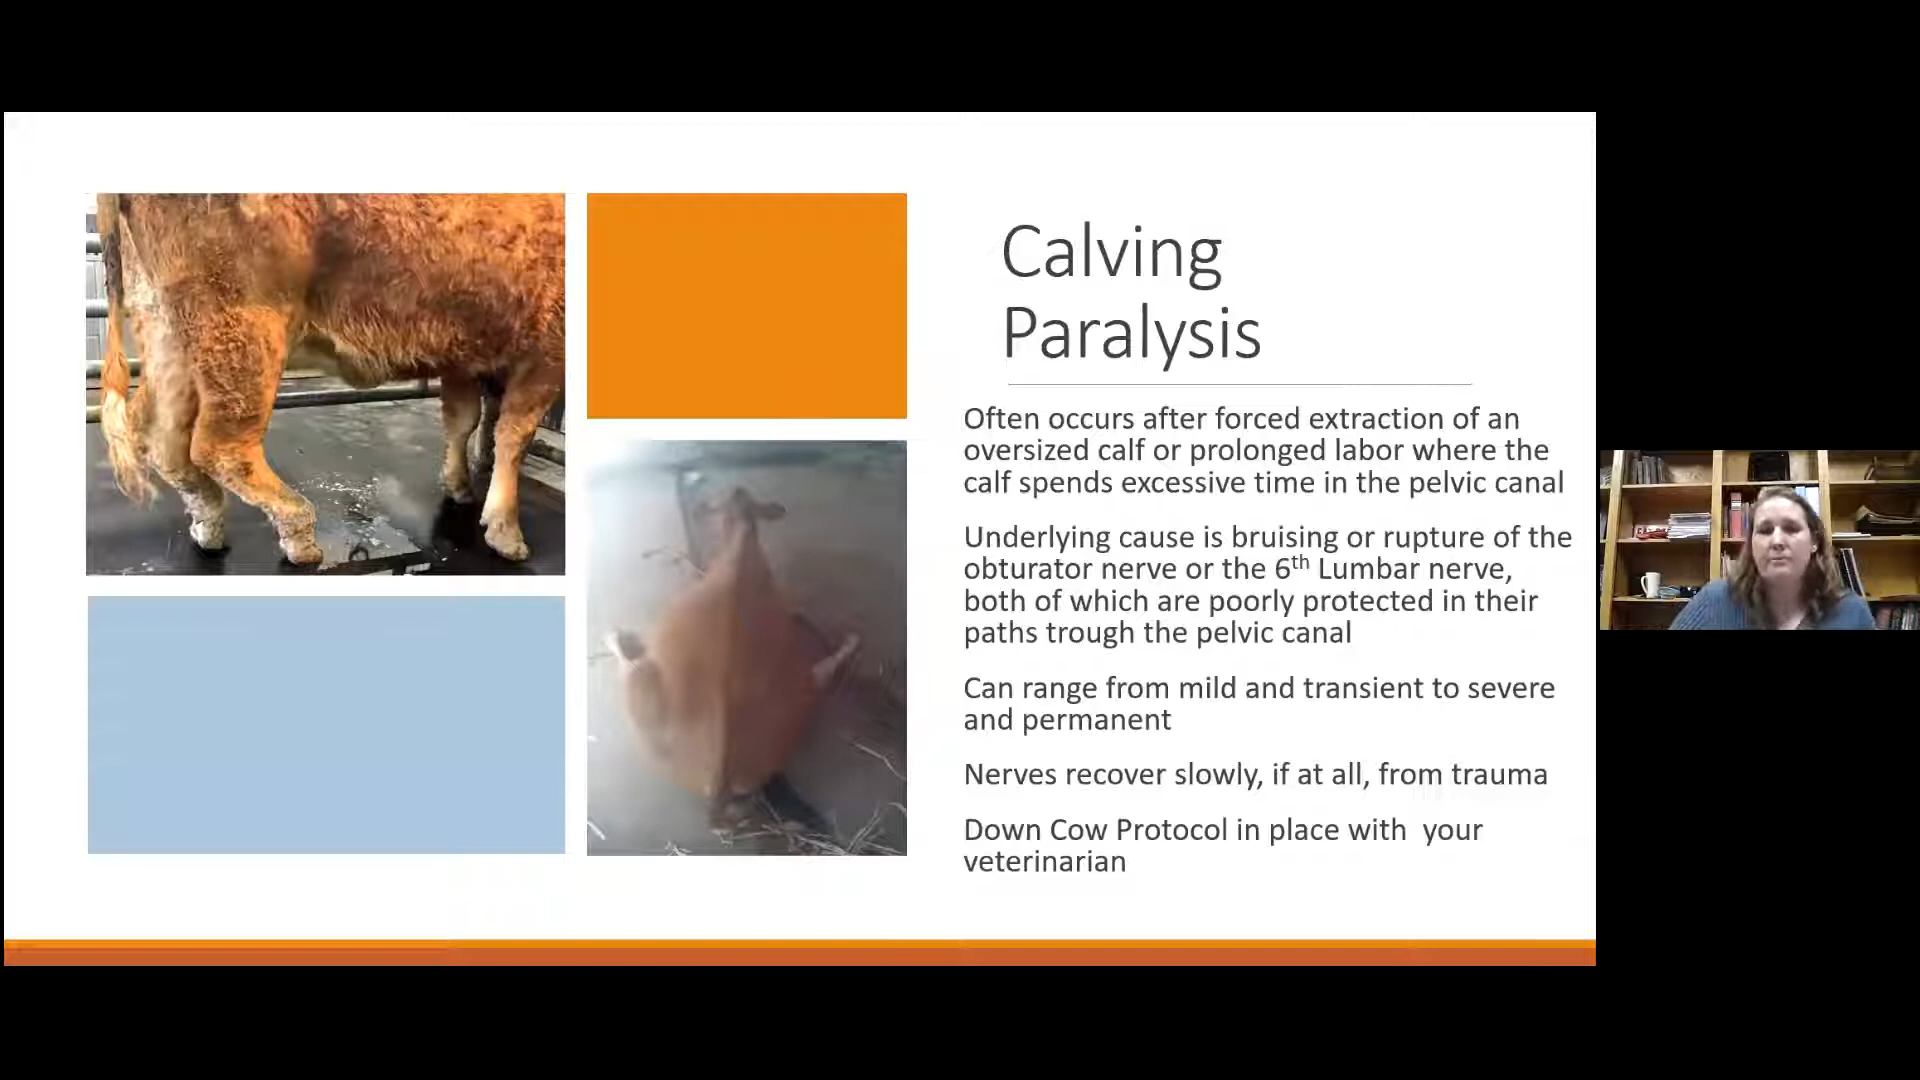 Calving
Paralysis
Often occurs after forced extraction of an
oversized calf or prolonged labor where the
calf spends excessive time in the pelvic canal
Underlying cause is bruising or rupture of the
obturator nerve or the 6th Lumbar nerve,
both of which are poorly protected in their
paths trough the pelvic canal
Can range from mild and transient to severe
and permanent
Nerves recover slowly, if at all, from trauma
Down Cow Protocol in place with  your
veterinarian